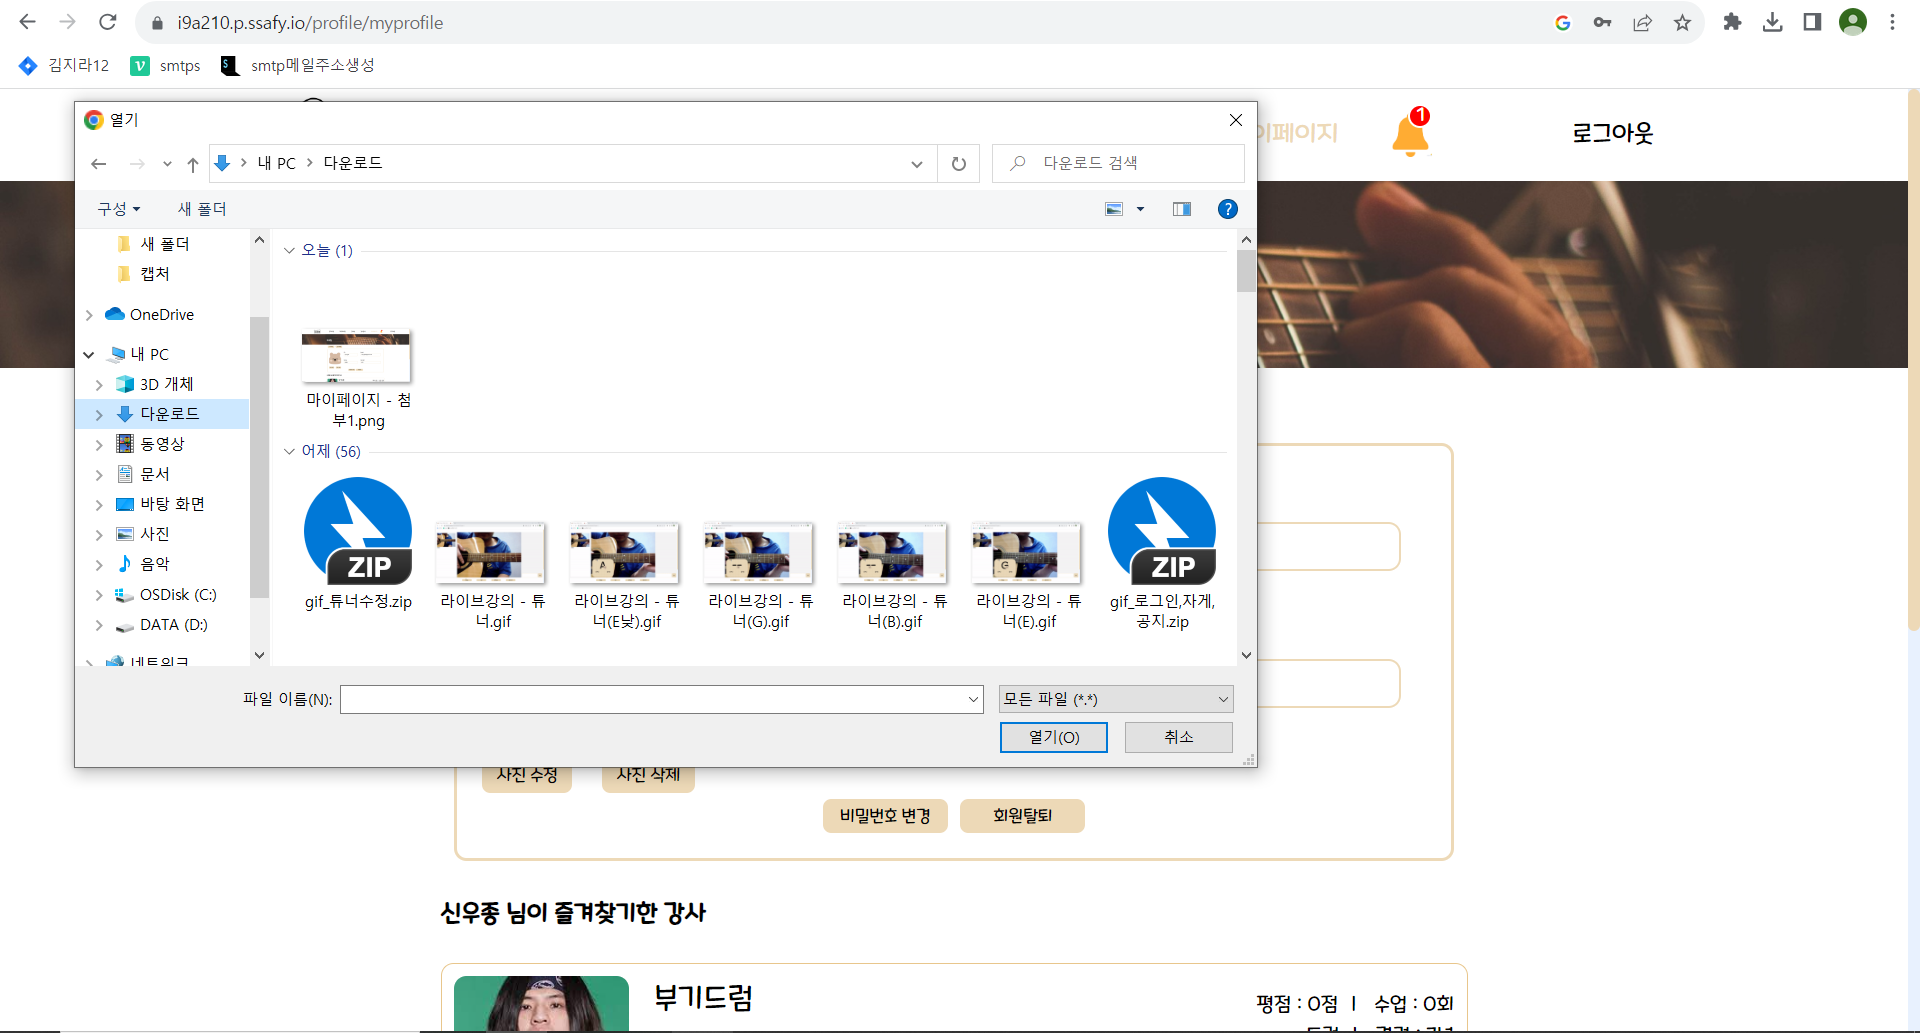 i9a210.p.ssafy.io/profile/myprofile
김지라12
smtps
smtp메일주소생성
열기
이페이지
1
로그아웃
내 PC
다운로드
다운로드 검색
구성
새 폴더
새 폴더
캡처
OneDrive
내 PC
3D 개체
다운로드
동영상
문서
바탕 화면
사진
음악
OSDisk (C:)
DATA (D:)
네트워크
오늘 (1)
마이페이지 - 첨
부1.png
어제 (56)
ZIP
ZIP
gif_튜너수정.zip
라이브강의 - 튜
너.gif
라이브강의 - 튜
너(E낮).gif
라이브강의 - 튜
너(G).gif
라이브강의 - 튜
너(B).gif
라이브강의 - 튜
너(E).gif
gif_로그인,자게,
공지.zip
파일 이름(N):
모든 파일 (*.*)
열기(O)
취소
사진 수정
사진 삭제
비밀번호 변경
회원탈퇴
신우종 님이 즐겨찾기한 강사
부기드럼
평점 : 0점 | 수업 : 0회